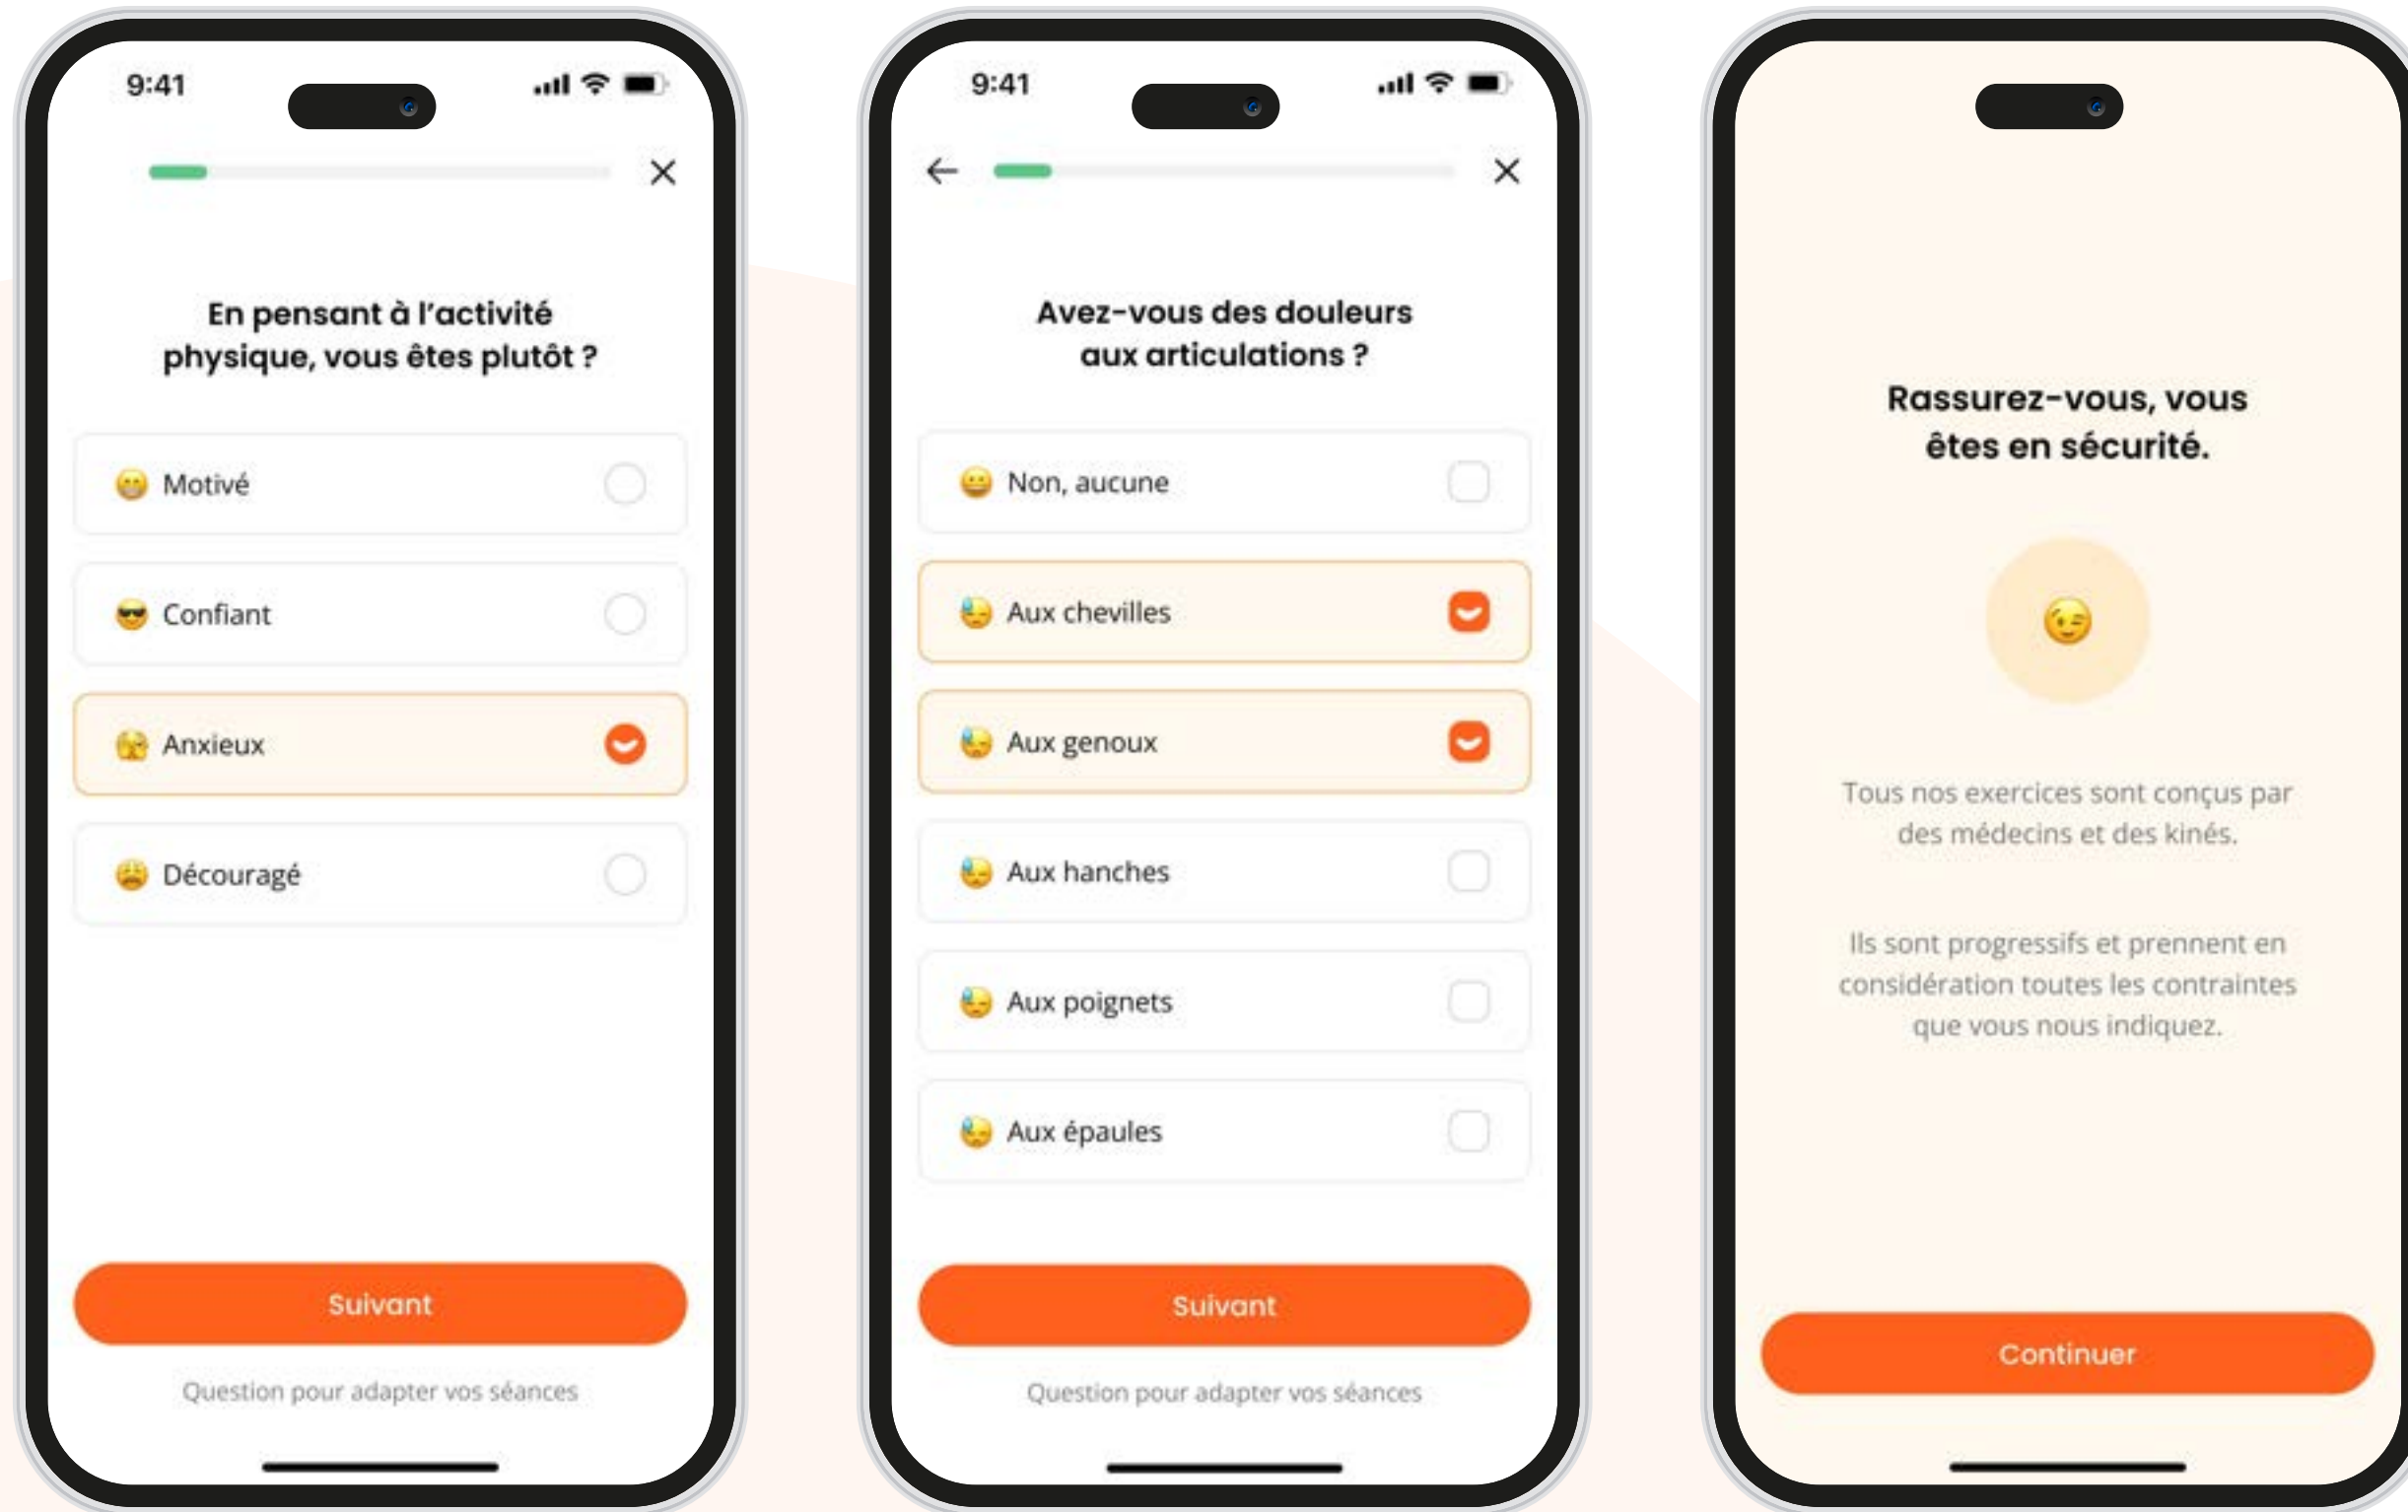 9:41
En pensant à l’activité
physique, vous êtes plutôt ?
Motivé
Confiant
Anxieux
Découragé
Suivant
Question pour adapter vos séances
9:41
Avez-vous des douleurs
aux articulations ?
Non, aucune
Aux chevilles
Aux genoux
Aux hanches
Aux poignets
Aux épaules
Suivant
Question pour adapter vos séances
Rassurez-vous, vous
êtes en sécurité.
Tous nos exercices sont conçus par
des médecins et des kinés.
Ils sont progressifs et prennent en
considération toutes les contraintes
que vous nous indiquez.
Continuer